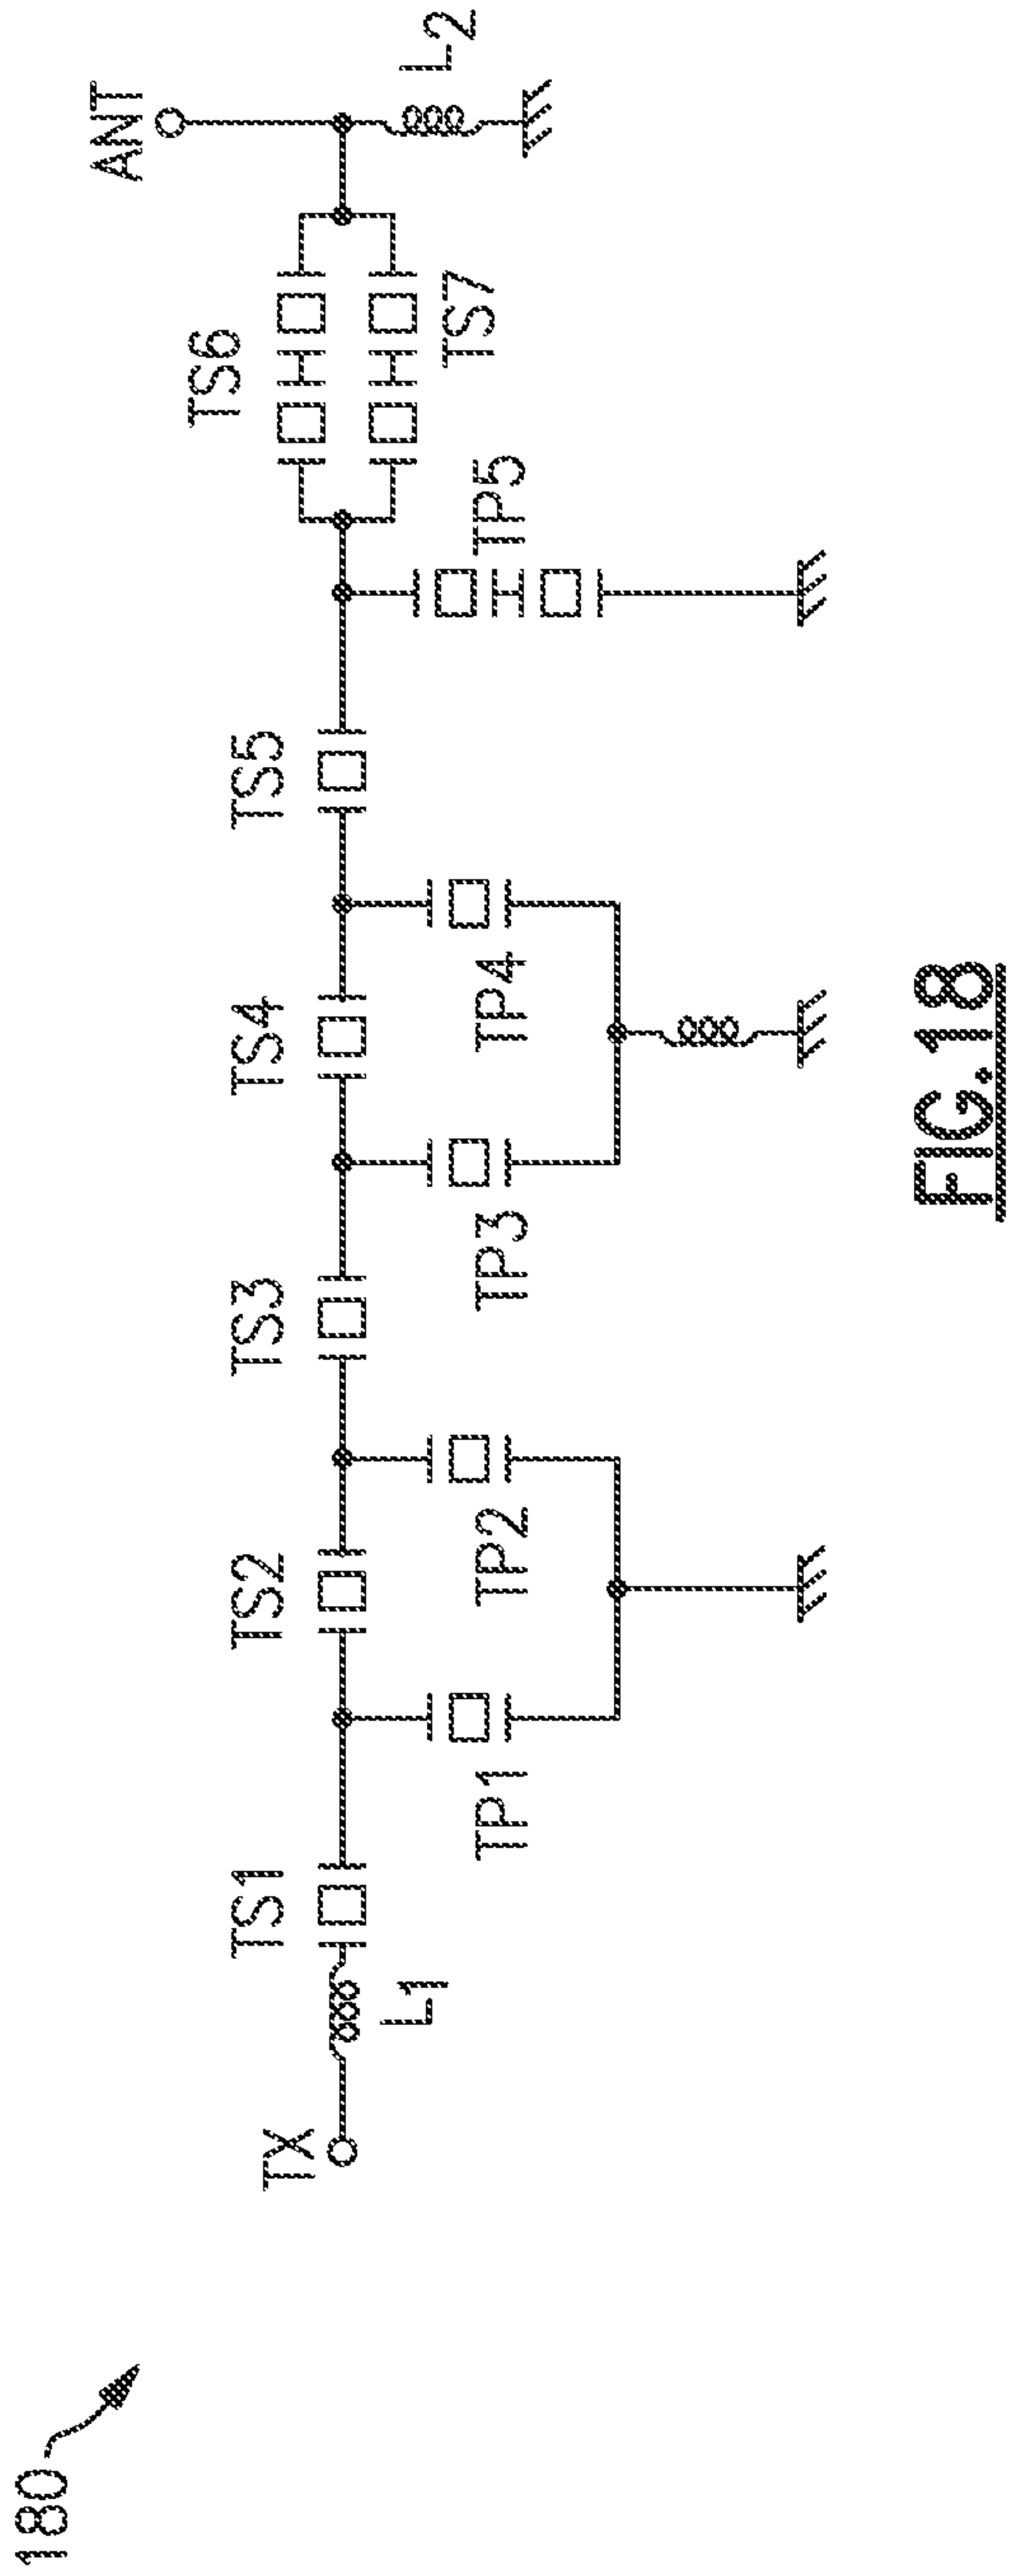 180
TX
L1
TS1
TP1
TS2
TP2
TS3
TP3
TS4
TP4
TS5
TP5
TS6
TS7
ANT
L2
FIG.18